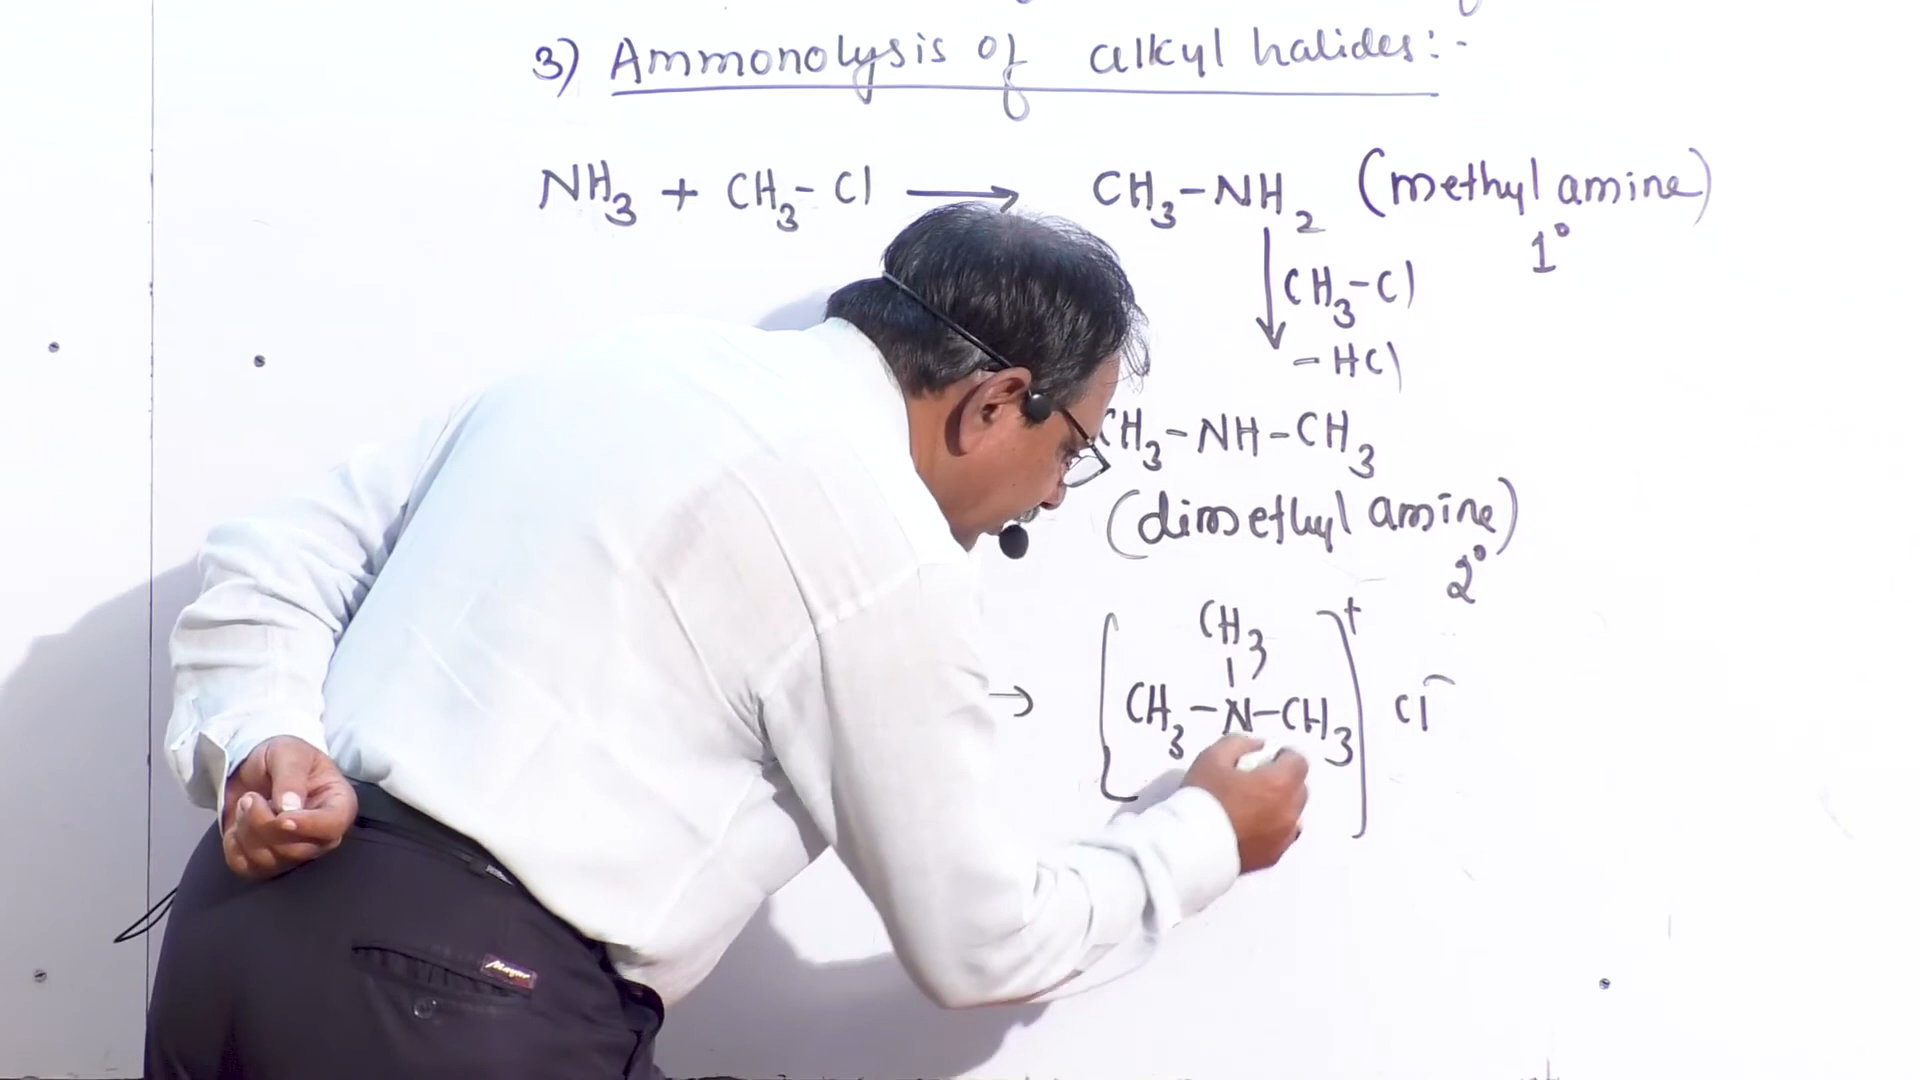 3) Ammonolysis of alkyl halides:-
NH3 + CH3-Cl ⟶ CH3-NH2 (methyl amine)
1°
↓ CH3-Cl
-HCl
CH3-NH-CH3
(dimethyl amine)
2°
CH3
|
→ [CH3-N-CH3]+ Cl-